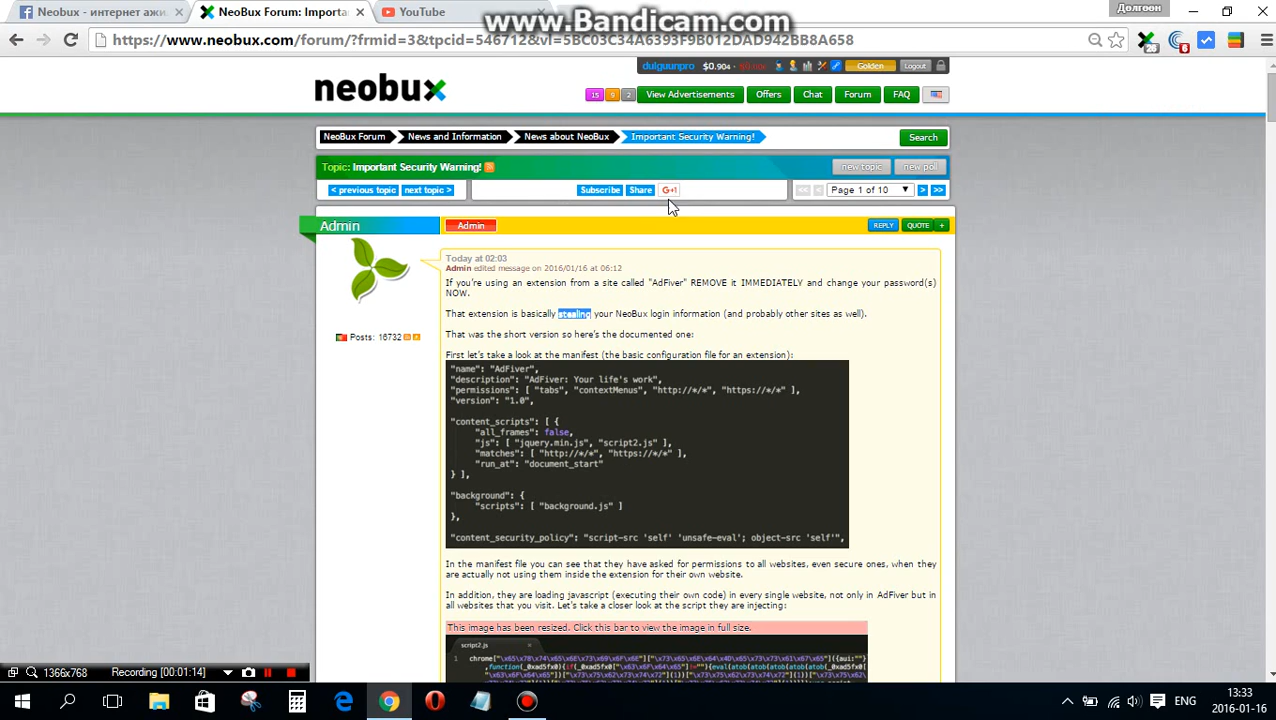 Neobux - интернет ажи
NeoBux Forum: Importa
YouTube
www.Bandicam.com
Долгоон
https://www.neobux.com/forum/?frmid=3&tpcid=546712&vl=5BC03C34A6393F9B012DAD942BB8A658
25
6
neobux
dulguunpro $0.904
Golden
Logout
15 9 2
View Advertisements
Offers
Chat
Forum
FAQ
NeoBux Forum
News and Information
News about NeoBux
Important Security Warning!
Search
Topic: Important Security Warning!
new topic
new poll
< previous topic
next topic >
Subscribe
Share
G+1
<< < Page 1 of 10 > >>
Admin
Admin
REPLY
QUOTE
+
Today at 02:03
Admin edited message on 2016/01/16 at 06:12
If you're using an extension from a site called "AdFiver" REMOVE it IMMEDIATELY and change your password(s)
NOW.
That extension is basically stealing your NeoBux login information (and probably other sites as well).
Posts: 16732
That was the short version so here's the documented one:
First let's take a look at the manifest (the basic configuration file for an extension):
"name": "AdFiver",
"description": "AdFiver: Your life's work",
"permissions": [ "tabs", "contextMenus", "http://*/*", "https://*/*" ],
"version": "1.0",
"content_scripts": [ {
"all_frames": false,
"js": [ "jquery.min.js", "script2.js" ],
"matches": [ "http://*/*", "https://*/*" ],
"run_at": "document_start"
} ],
"background": {
"scripts": [ "background.js" ]
},
"content_security_policy": "script-src 'self' 'unsafe-eval'; object-src 'self'",
In the manifest file you can see that they have asked for permissions to all websites, even secure ones, when they
are actually not using them inside the extension for their own website.
In addition, they are loading javascript (executing their own code) in every single website, not only in AdFiver but in
all websites that you visit. Let's take a closer look at the script they are injecting:
This image has been resized. Click this bar to view the image in full size.
script2.js
1366x768
Recording [00:01:14]
ENG
13:33
2016-01-16